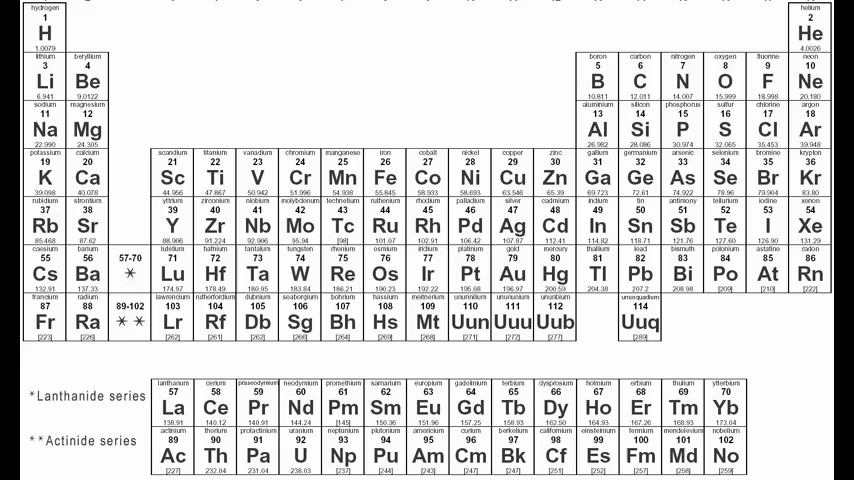 hydrogen helium
1 2
H He
1.0079 4.0026
lithium beryllium boron carbon nitrogen oxygen fluorine neon
3 4 5 6 7 8 9 10
Li Be B C N O F Ne
6.941 9.0122 10.811 12.011 14.007 15.999 18.998 20.180
sodium magnesium aluminium silicon phosphorus sulfur chlorine argon
11 12 13 14 15 16 17 18
Na Mg Al Si P S Cl Ar
22.990 24.305 26.982 28.086 30.974 32.065 35.453 39.948
potassium calcium scandium titanium vanadium chromium manganese iron cobalt nickel copper zinc gallium germanium arsenic selenium bromine krypton
19 20 21 22 23 24 25 26 27 28 29 30 31 32 33 34 35 36
K Ca Sc Ti V Cr Mn Fe Co Ni Cu Zn Ga Ge As Se Br Kr
39.098 40.078 44.956 47.867 50.942 51.996 54.938 55.845 58.933 58.693 63.546 65.39 69.723 72.61 74.922 78.96 79.904 83.80
rubidium strontium yttrium zirconium niobium molybdenum technetium ruthenium rhodium palladium silver cadmium indium tin antimony tellurium iodine xenon
37 38 39 40 41 42 43 44 45 46 47 48 49 50 51 52 53 54
Rb Sr Y Zr Nb Mo Tc Ru Rh Pd Ag Cd In Sn Sb Te I Xe
85.468 87.62 88.906 91.224 92.906 95.94 [98] 101.07 102.91 106.42 107.87 112.41 114.82 118.71 121.76 127.60 126.90 131.29
caesium barium lutetium hafnium tantalum tungsten rhenium osmium iridium platinum gold mercury thallium lead bismuth polonium astatine radon
55 56 57-70 71 72 73 74 75 76 77 78 79 80 81 82 83 84 85 86
Cs Ba * Lu Hf Ta W Re Os Ir Pt Au Hg Tl Pb Bi Po At Rn
132.91 137.33 174.97 178.49 180.95 183.84 186.21 190.23 192.22 195.08 196.97 200.59 204.38 207.2 208.98 [209] [210] [222]
francium radium lawrencium rutherfordium dubnium seaborgium bohrium hassium meitnerium ununnilium unununium ununbium ununquadium
87 88 89-102 103 104 105 106 107 108 109 110 111 112 114
Fr Ra * * Lr Rf Db Sg Bh Hs Mt Uun Uuu Uub Uuq
[223] [226] [262] [261] [262] [266] [264] [269] [268] [271] [272] [277] [289]
lanthanum cerium praseodymium neodymium promethium samarium europium gadolinium terbium dysprosium holmium erbium thulium ytterbium
57 58 59 60 61 62 63 64 65 66 67 68 69 70
*Lanthanide series La Ce Pr Nd Pm Sm Eu Gd Tb Dy Ho Er Tm Yb
138.91 140.12 140.91 144.24 [145] 150.36 151.96 157.25 158.93 162.50 164.93 167.26 168.93 173.04
actinium thorium protactinium uranium neptunium plutonium americium curium berkelium californium einsteinium fermium mendelevium nobelium
89 90 91 92 93 94 95 96 97 98 99 100 101 102
**Actinide series Ac Th Pa U Np Pu Am Cm Bk Cf Es Fm Md No
[227] 232.04 231.04 238.03 [237] [244] [243] [247] [247] [251] [252] [257] [258] [259]